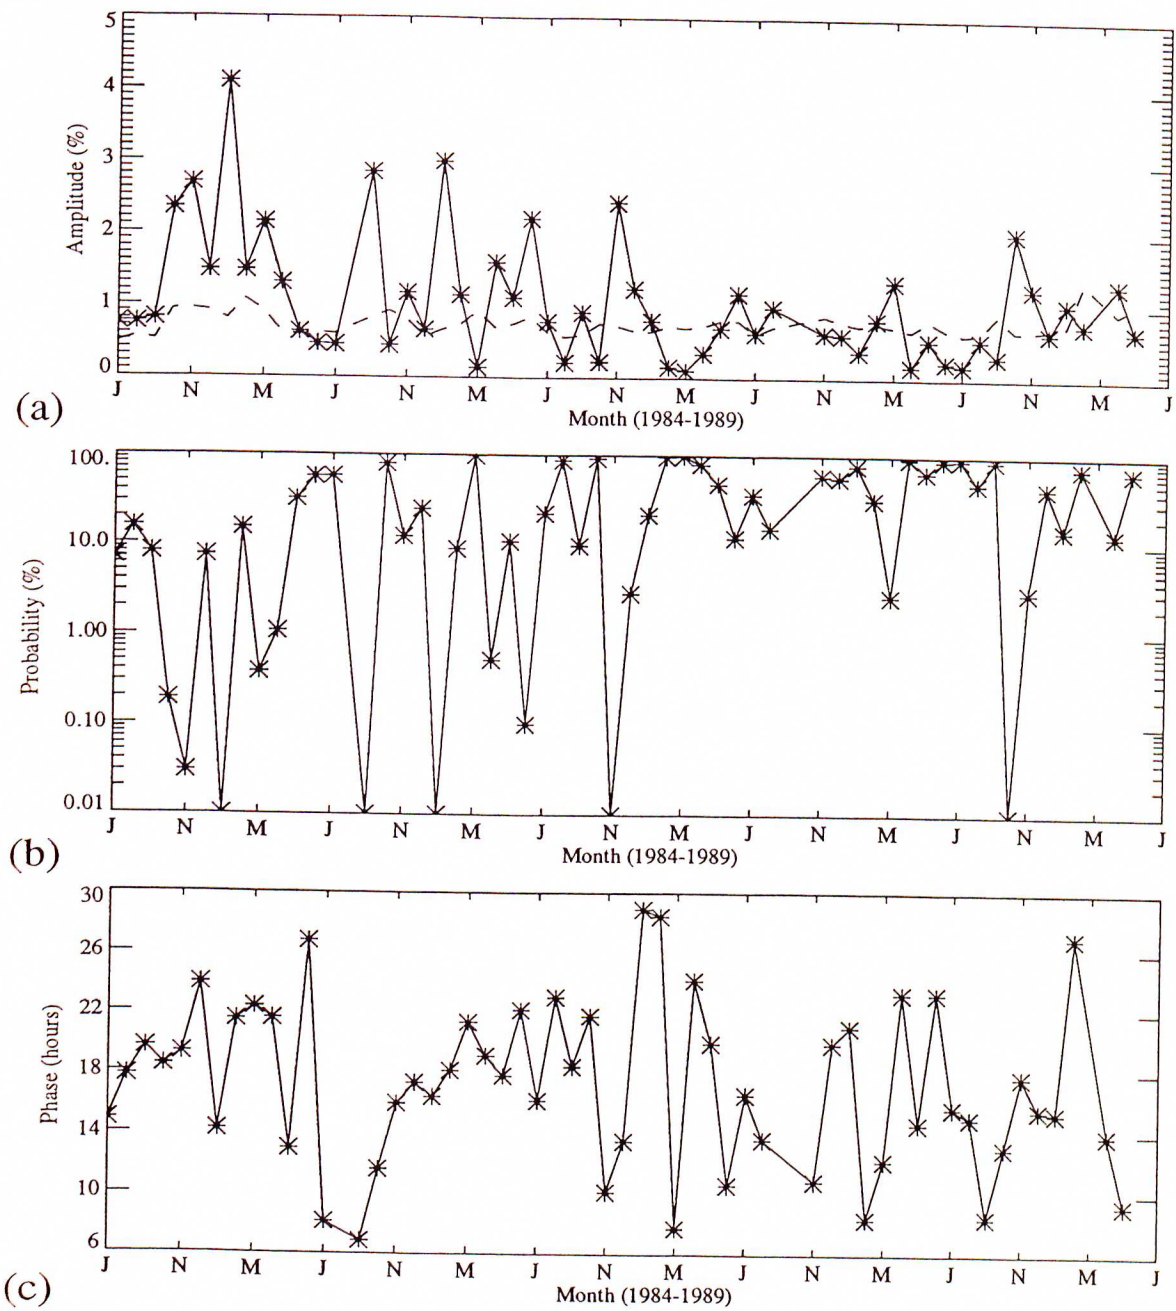 5
4
3
2
1
0
Amplitude (%)
J N M J N M J N M J N M J N M J
Month (1984-1989)
(a)
100.
10.0
1.00
0.10
0.01
Probability (%)
J N M J N M J N M J N M J N M J
Month (1984-1989)
(b)
30
26
22
18
14
10
6
Phase (hours)
J N M J N M J N M J N M J N M J
Month (1984-1989)
(c)